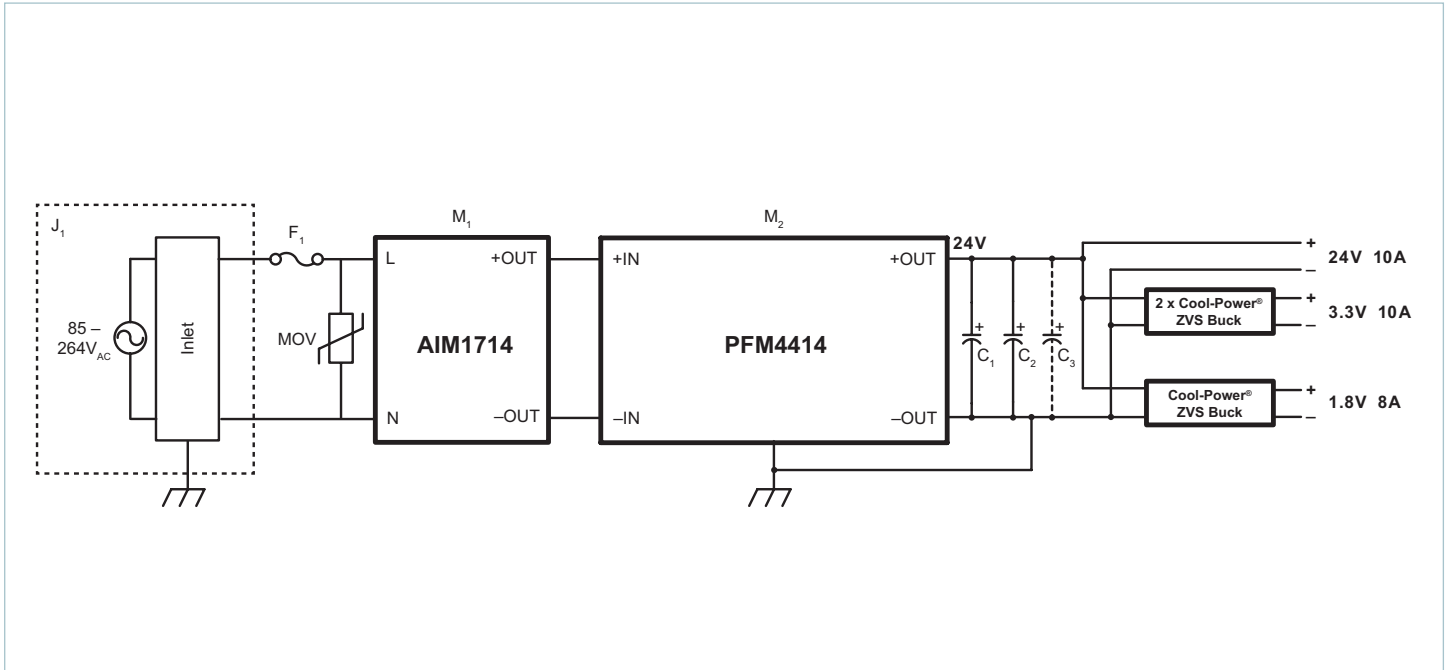 J1
85 –
264VAC
Inlet
F1
MOV
M1
L
+OUT
AIM1714
N
–OUT
M2
+IN
+OUT
PFM4414
–IN
–OUT
24V
+
C1
+
C2
+
C3
+
24V 10A
–
2 x Cool-Power®
ZVS Buck
+
3.3V 10A
–
Cool-Power®
ZVS Buck
+
1.8V 8A
–